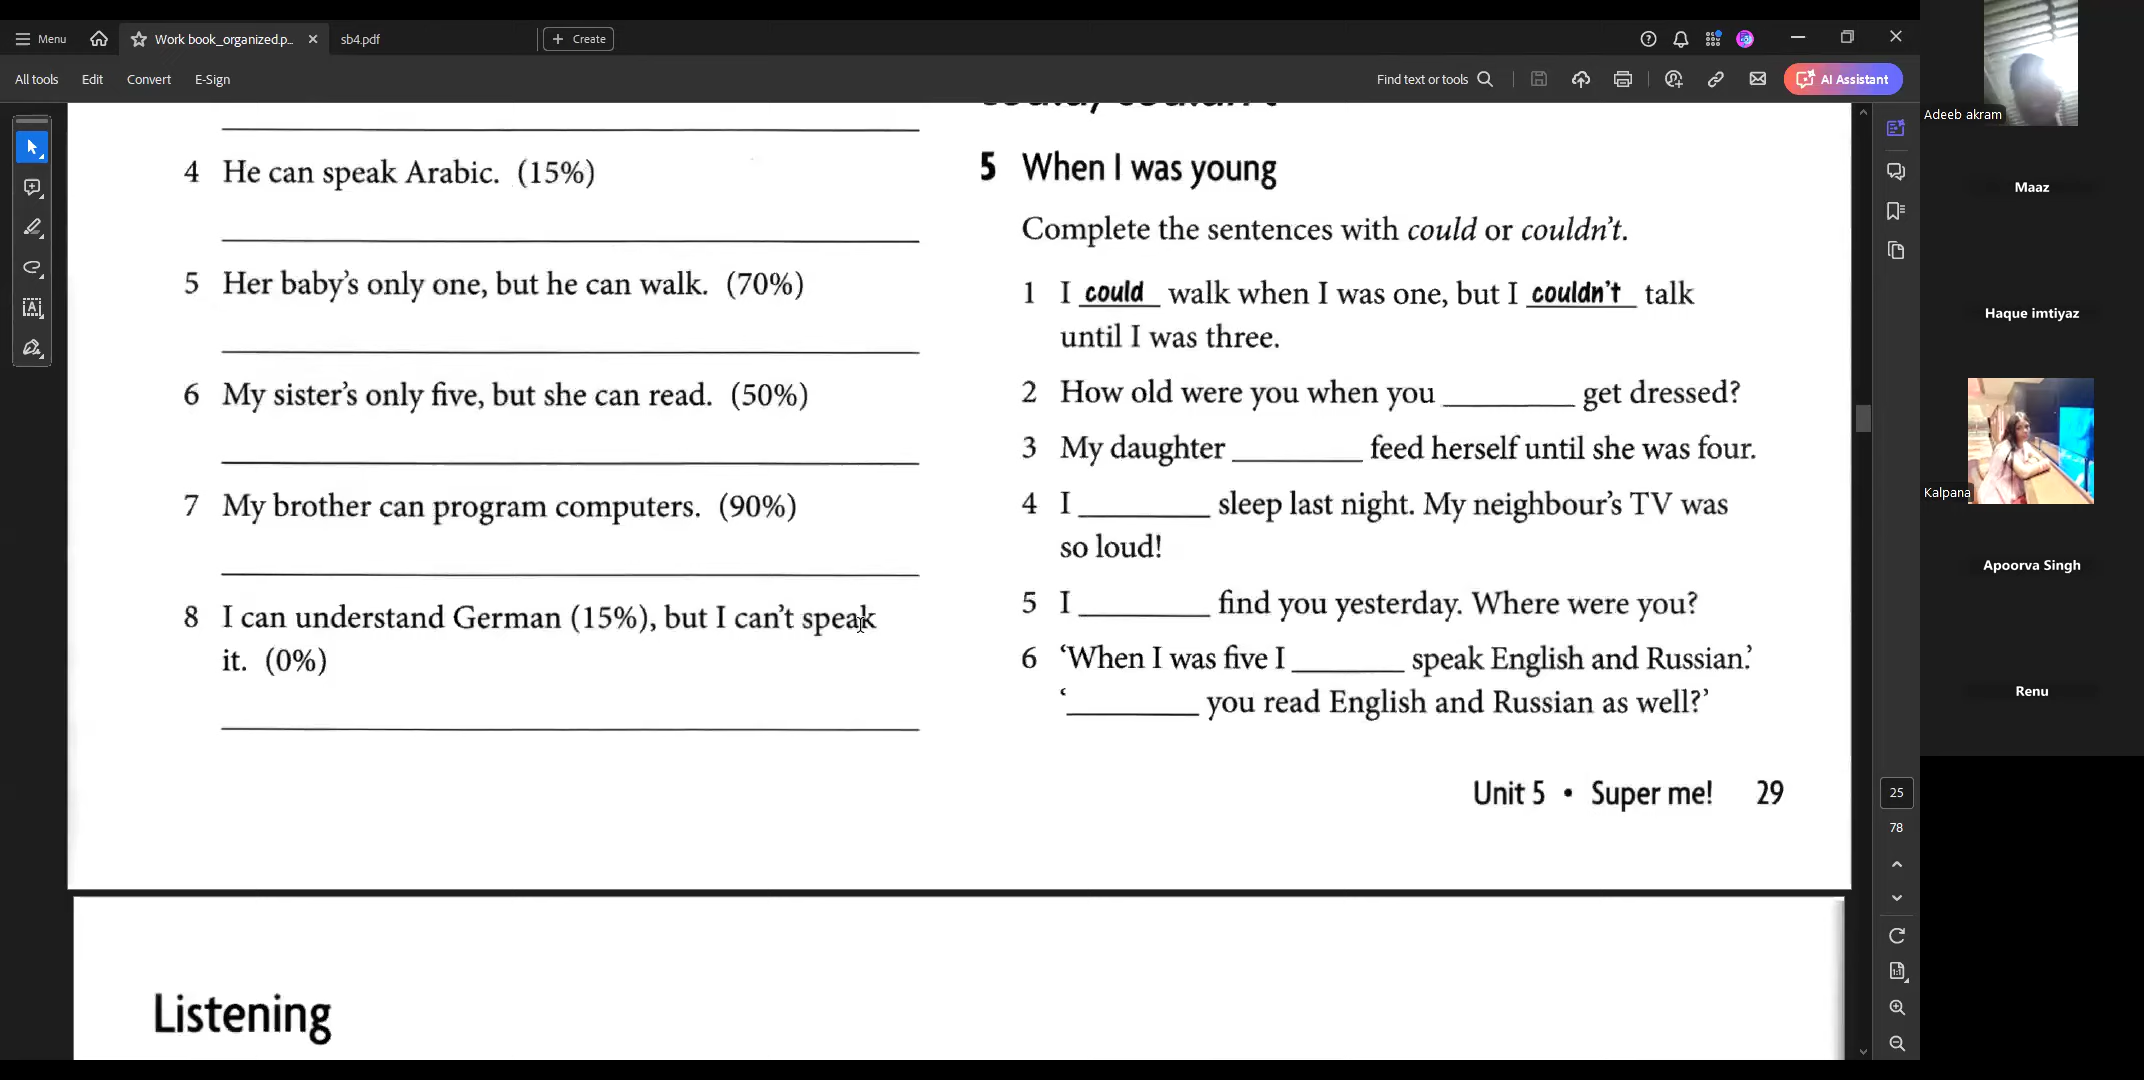 Menu
Work book_organized.p...
sb4.pdf
Create
All tools
Edit
Convert
E-Sign
Find text or tools
AI Assistant
4 He can speak Arabic. (15%)
5 Her baby's only one, but he can walk. (70%)
6 My sister's only five, but she can read. (50%)
7 My brother can program computers. (90%)
8 I can understand German (15%), but I can't speak
it. (0%)
5 When I was young
Complete the sentences with could or couldn't.
1 I could walk when I was one, but I couldn't talk
until I was three.
2 How old were you when you ________ get dressed?
3 My daughter ________ feed herself until she was four.
4 I ________ sleep last night. My neighbour's TV was
so loud!
5 I ________ find you yesterday. Where were you?
6 'When I was five I ________ speak English and Russian.'
'________ you read English and Russian as well?'
Unit 5 • Super me! 29
Listening
25
78
Adeeb akram
Maaz
Haque imtiyaz
Kalpana
Apoorva Singh
Renu